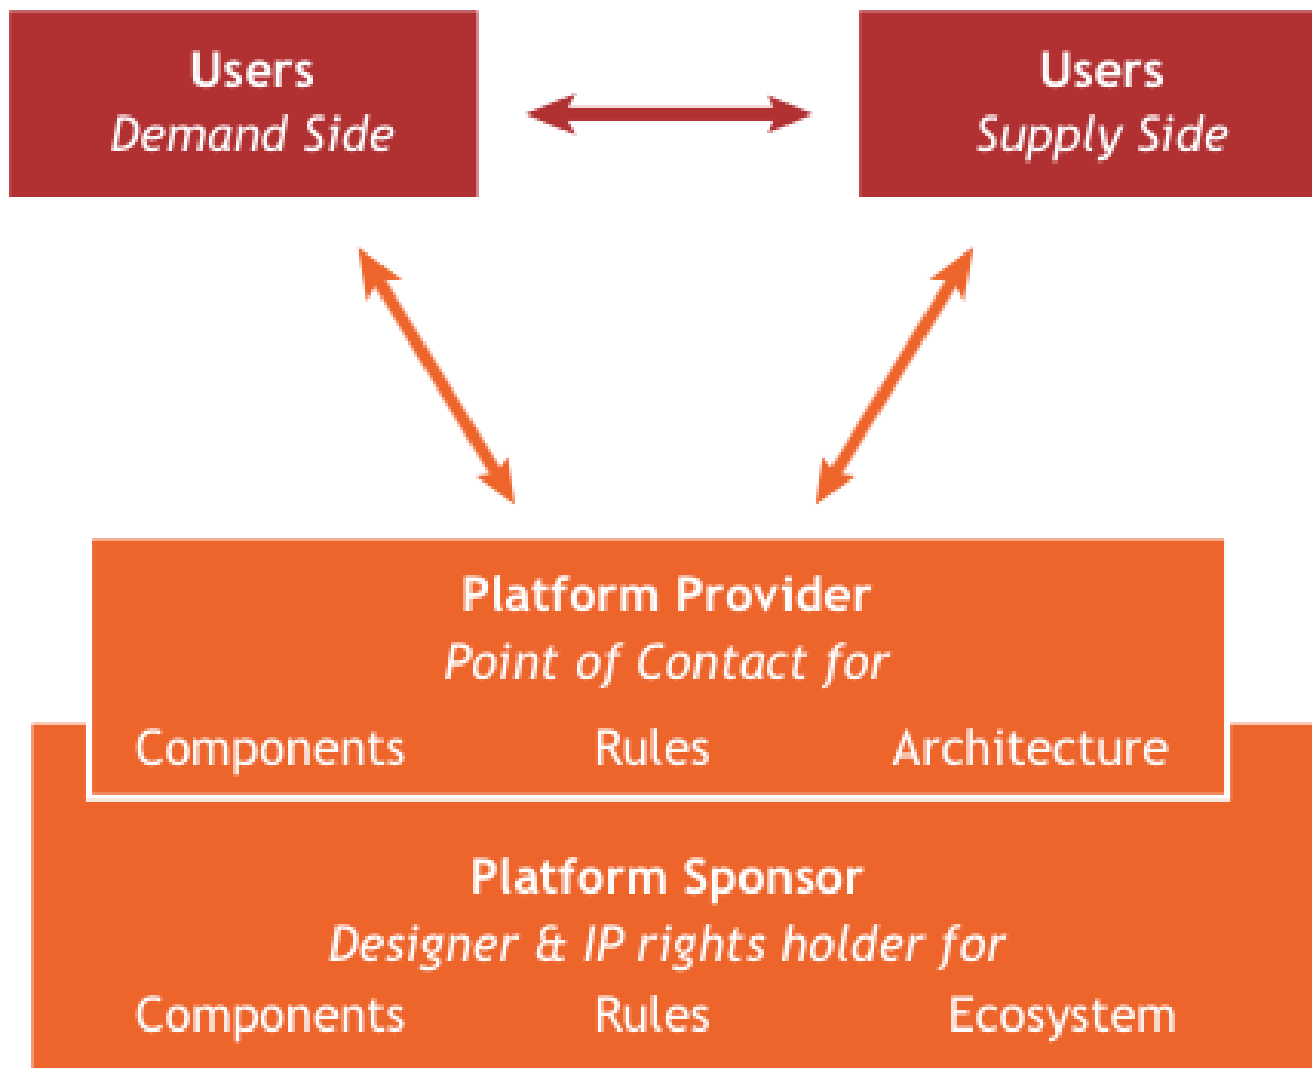 Users
Demand Side
Users
Supply Side
Platform Provider
Point of Contact for
Components Rules Architecture
Platform Sponsor
Designer & IP rights holder for
Components Rules Ecosystem